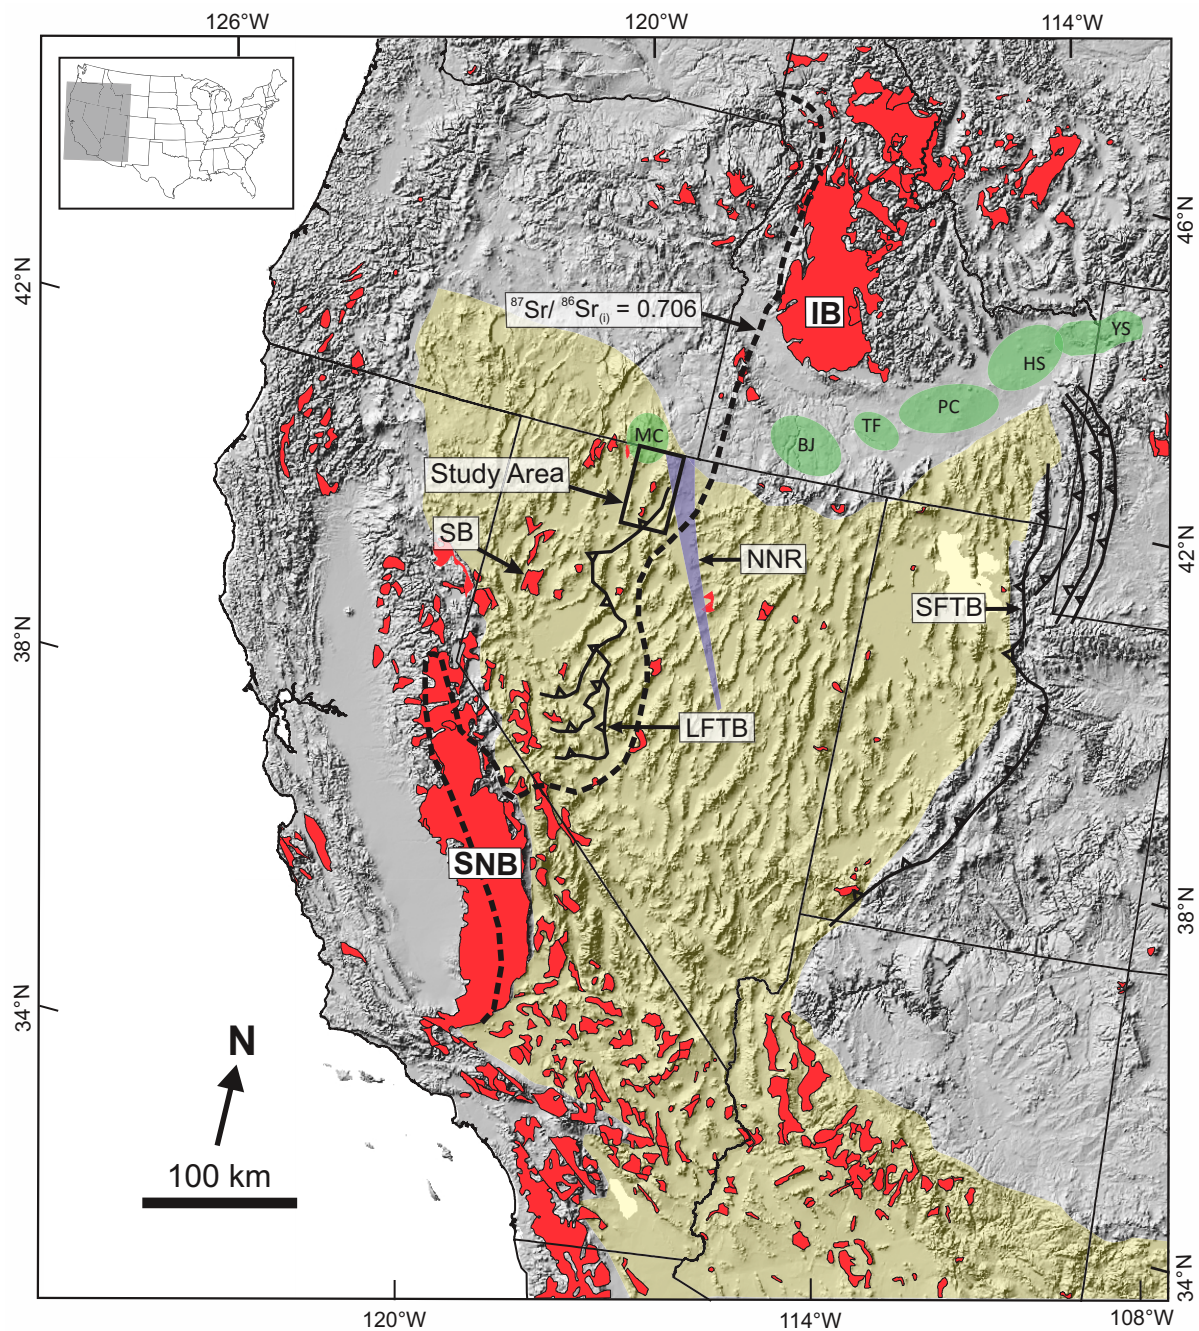 126°W
120°W
114°W
46°N
42°N
⁸⁷Sr/ ⁸⁶Sr₍ᵢ₎ = 0.706
IB
YS
HS
PC
TF
BJ
MC
Study Area
SB
NNR
42°N
SFTB
38°N
LFTB
SNB
38°N
34°N
N
100 km
34°N
120°W
114°W
108°W